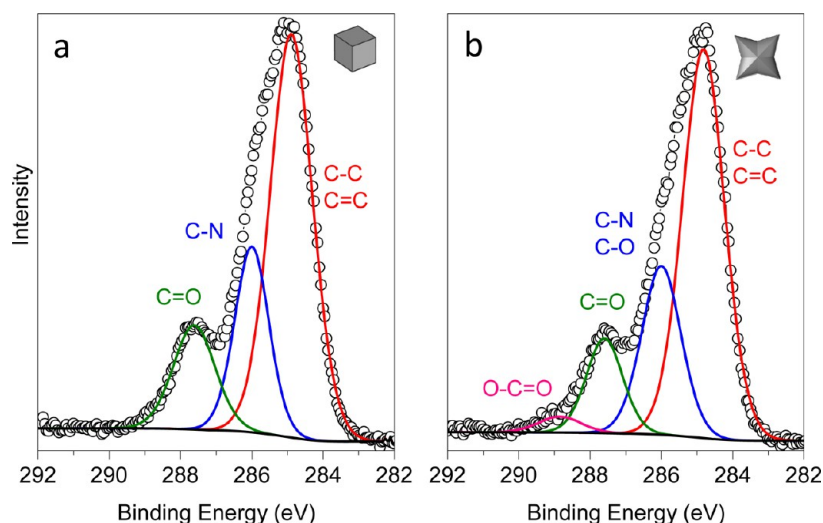 a
C-C
C=C
C-N
C=O
Intensity
292 290 288 286 284 282
Binding Energy (eV)
b
C-C
C=C
C-N
C-O
C=O
O-C=O
292 290 288 286 284 282
Binding Energy (eV)